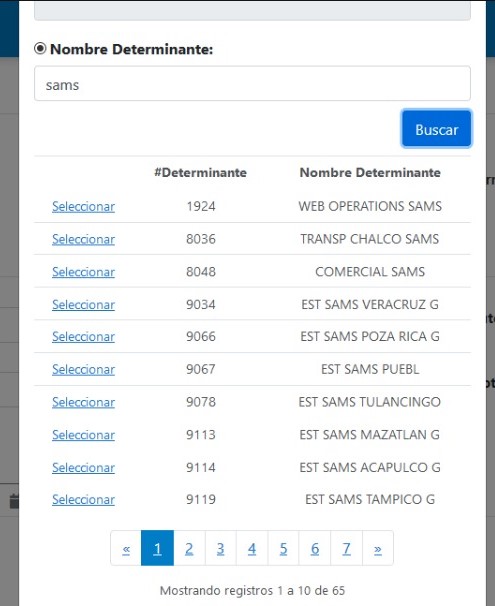 Nombre Determinante:
sams
Buscar
#Determinante Nombre Determinante
Seleccionar 1924 WEB OPERATIONS SAMS
Seleccionar 8036 TRANSP CHALCO SAMS
Seleccionar 8048 COMERCIAL SAMS
Seleccionar 9034 EST SAMS VERACRUZ G
Seleccionar 9066 EST SAMS POZA RICA G
Seleccionar 9067 EST SAMS PUEBL
Seleccionar 9078 EST SAMS TULANCINGO
Seleccionar 9113 EST SAMS MAZATLAN G
Seleccionar 9114 EST SAMS ACAPULCO G
Seleccionar 9119 EST SAMS TAMPICO G
« 1 2 3 4 5 6 7 »
Mostrando registros 1 a 10 de 65